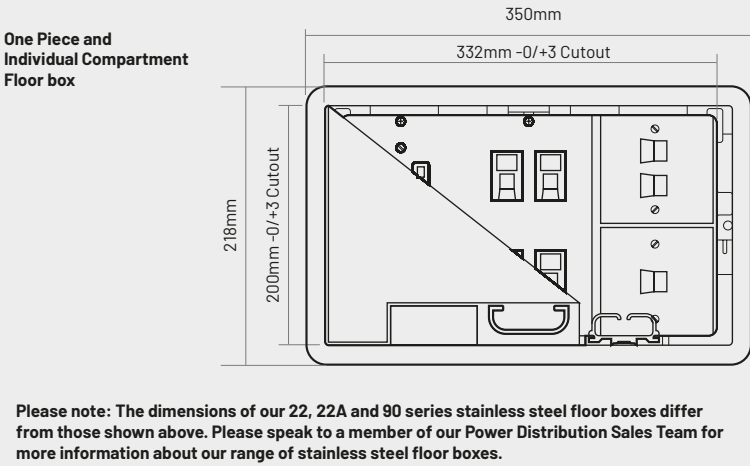 350mm
One Piece and
Individual Compartment
Floor box
332mm -0/+3 Cutout
218mm
200mm -0/+3 Cutout
Please note: The dimensions of our 22, 22A and 90 series stainless steel floor boxes differ
from those shown above. Please speak to a member of our Power Distribution Sales Team for
more information about our range of stainless steel floor boxes.